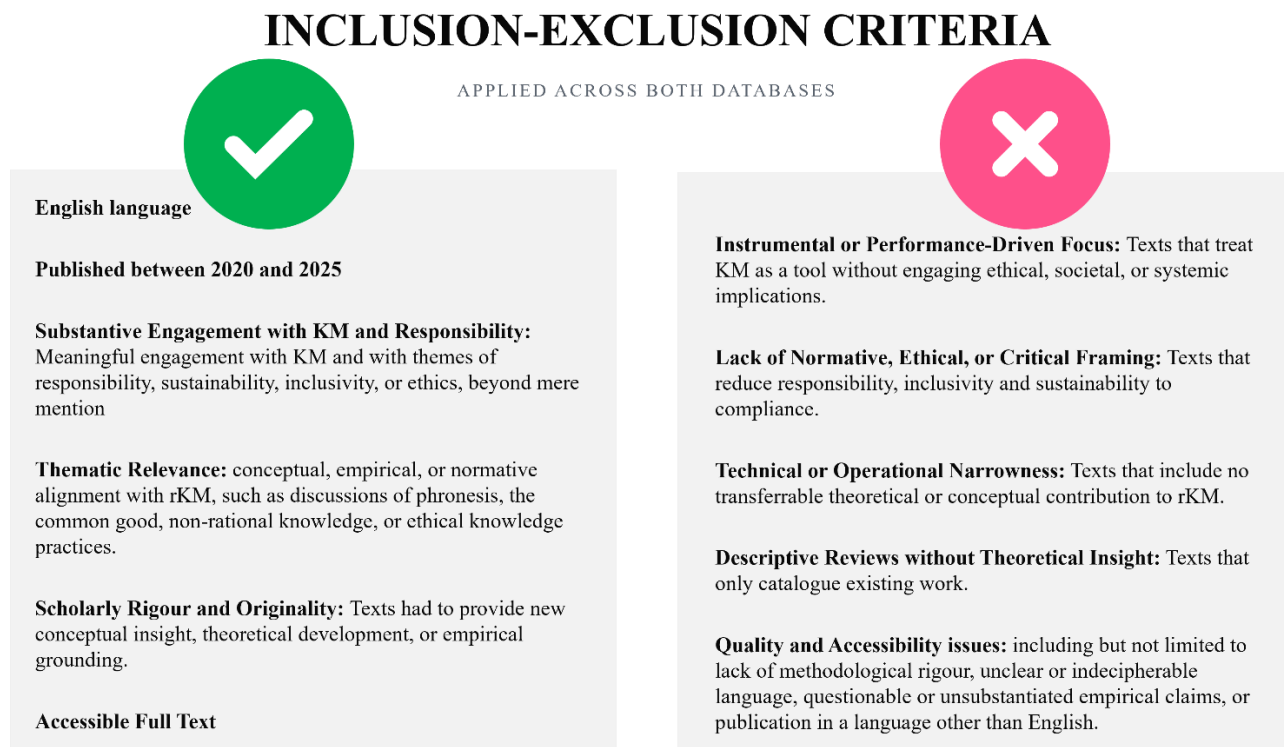 INCLUSION-EXCLUSION CRITERIA
APPLIED ACROSS BOTH DATABASES
English language
Published between 2020 and 2025
Substantive Engagement with KM and Responsibility:
Meaningful engagement with KM and with themes of
responsibility, sustainability, inclusivity, or ethics, beyond mere
mention
Thematic Relevance: conceptual, empirical, or normative
alignment with rKM, such as discussions of phronesis, the
common good, non-rational knowledge, or ethical knowledge
practices.
Scholarly Rigour and Originality: Texts had to provide new
conceptual insight, theoretical development, or empirical
grounding.
Accessible Full Text
Instrumental or Performance-Driven Focus: Texts that treat
KM as a tool without engaging ethical, societal, or systemic
implications.
Lack of Normative, Ethical, or Critical Framing: Texts that
reduce responsibility, inclusivity and sustainability to
compliance.
Technical or Operational Narrowness: Texts that include no
transferrable theoretical or conceptual contribution to rKM.
Descriptive Reviews without Theoretical Insight: Texts that
only catalogue existing work.
Quality and Accessibility issues: including but not limited to
lack of methodological rigour, unclear or indecipherable
language, questionable or unsubstantiated empirical claims, or
publication in a language other than English.